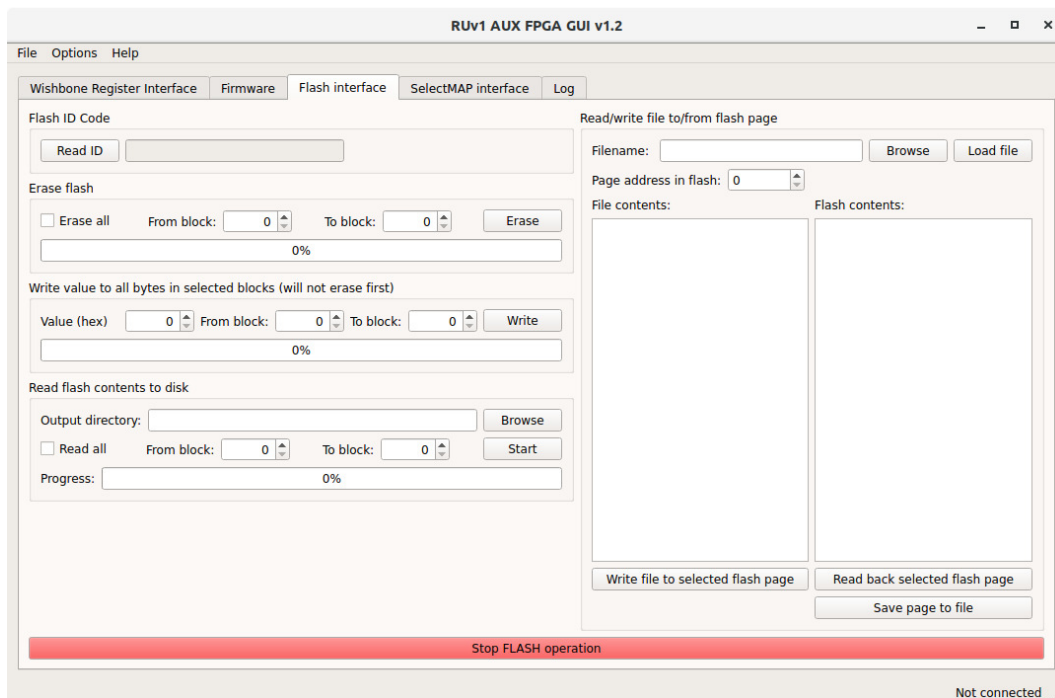 RUv1 AUX FPGA GUI v1.2
File Options Help
Wishbone Register Interface Firmware Flash interface SelectMAP interface Log
Flash ID Code
Read ID
Erase flash
Erase all From block: 0 To block: 0 Erase
0%
Write value to all bytes in selected blocks (will not erase first)
Value (hex) 0 From block: 0 To block: 0 Write
0%
Read flash contents to disk
Output directory: Browse
Read all From block: 0 To block: 0 Start
Progress: 0%
Read/write file to/from flash page
Filename: Browse Load file
Page address in flash: 0
File contents: Flash contents:
Write file to selected flash page Read back selected flash page
Save page to file
Stop FLASH operation
Not connected